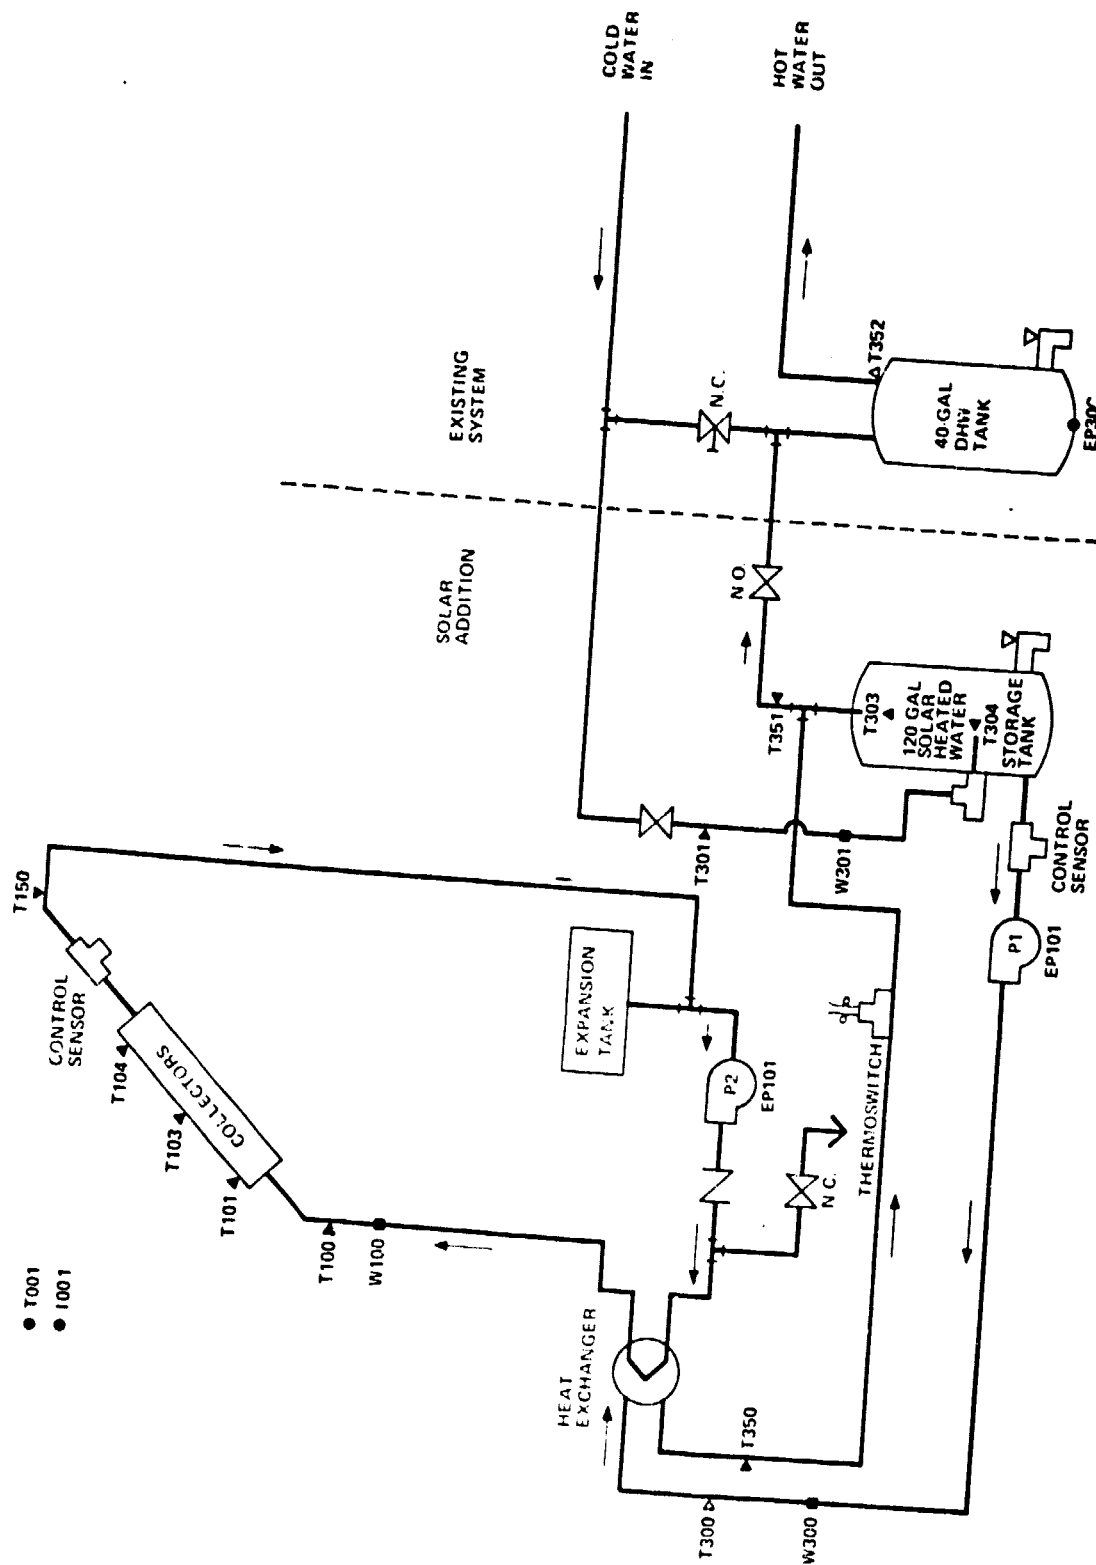 T001
I001
T150
CONTROL
SENSOR
T104
T103
T101
COLLECTORS
T100
W100
EXPANSION
TANK
P2
EP101
N.C.
HEAT
EXCHANGER
T350
T300
W300
THERMOSWITCH
SOLAR
ADDITION
EXISTING
SYSTEM
COLD
WATER
IN
HOT
WATER
OUT
N.C.
N.O.
T352
40-GAL
DHW
TANK
T351
T301
W301
T303
120 GAL
SOLAR
HEATED
WATER
T304
STORAGE
TANK
CONTROL
SENSOR
P1
EP101